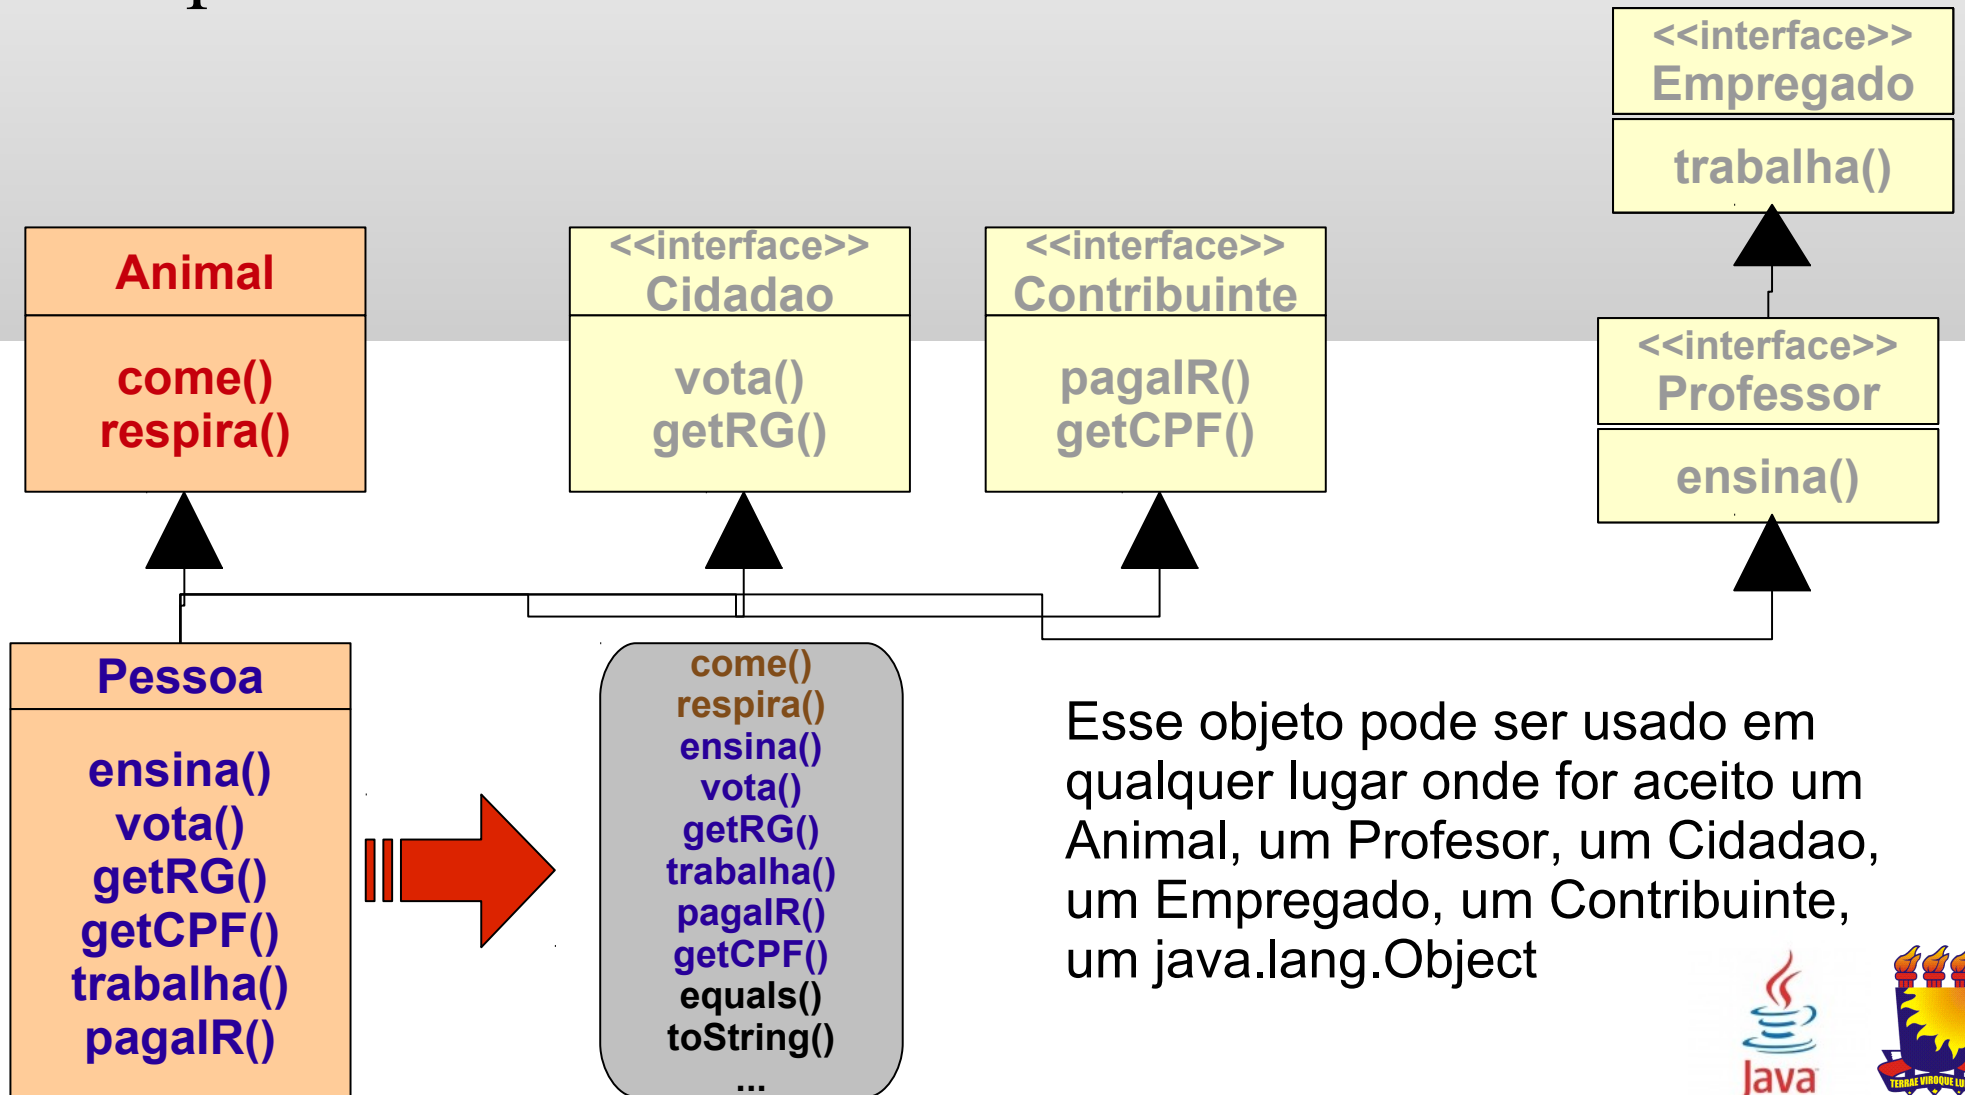 <<interface>>
Empregado
trabalha()
Animal
come()
respira()
<<interface>>
Cidadao
vota()
getRG()
<<interface>>
Contribuinte
pagaIR()
getCPF()
<<interface>>
Professor
ensina()
Pessoa
ensina()
vota()
getRG()
getCPF()
trabalha()
pagaIR()
come()
respira()
ensina()
vota()
getRG()
trabalha()
pagaIR()
getCPF()
equals()
toString()
...
Esse objeto pode ser usado em
qualquer lugar onde for aceito um
Animal, um Profesor, um Cidadao,
um Empregado, um Contribuinte,
um java.lang.Object
Java
TERRAE VIROQUE